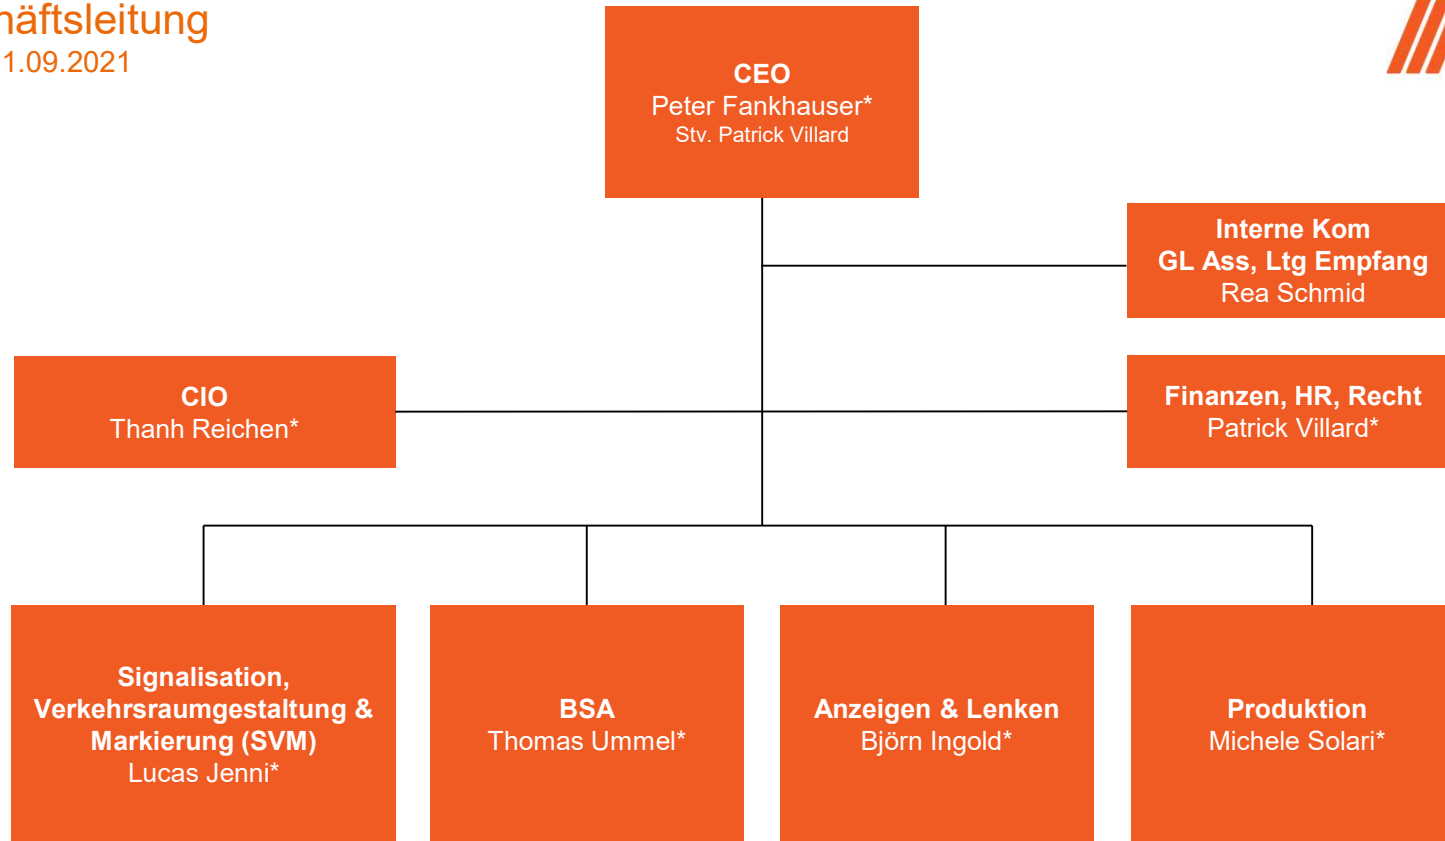 häftsleitung
1.09.2021
CEO
Peter Fankhauser*
Stv. Patrick Villard
Interne Kom
GL Ass, Ltg Empfang
Rea Schmid
CIO
Thanh Reichen*
Finanzen, HR, Recht
Patrick Villard*
Signalisation,
Verkehrsraumgestaltung &
Markierung (SVM)
Lucas Jenni*
BSA
Thomas Ummel*
Anzeigen & Lenken
Björn Ingold*
Produktion
Michele Solari*